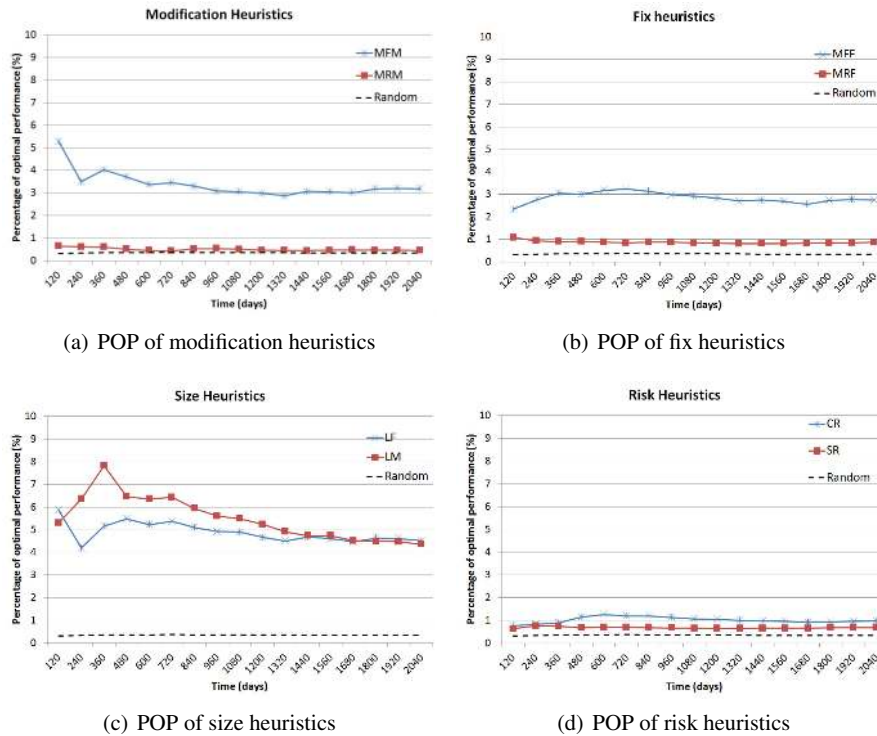 Modification Heuristics
Percentage of optimal performance (%)
10
9
8
7
6
5
4
3
2
1
0
MFM
MRM
Random
120 240 360 480 600 720 840 960 1080 1200 1320 1440 1560 1680 1800 1920 2040
Time (days)
(a) POP of modification heuristics
Fix heuristics
Percentage of optimal performance (%)
10
9
8
7
6
5
4
3
2
1
0
MFF
MRF
Random
120 240 360 480 600 720 840 960 1080 1200 1320 1440 1560 1680 1800 1920 2040
Time (days)
(b) POP of fix heuristics
Size Heuristics
Percentage of optimal performance (%)
10
9
8
7
6
5
4
3
2
1
0
LF
LM
Random
120 240 360 480 600 720 840 960 1080 1200 1320 1440 1560 1680 1800 1920 2040
Time (days)
(c) POP of size heuristics
Risk Heuristics
Percentage of optimal performance (%)
10
9
8
7
6
5
4
3
2
1
0
CR
SR
Random
120 240 360 480 600 720 840 960 1080 1200 1320 1440 1560 1680 1800 1920 2040
Time (days)
(d) POP of risk heuristics